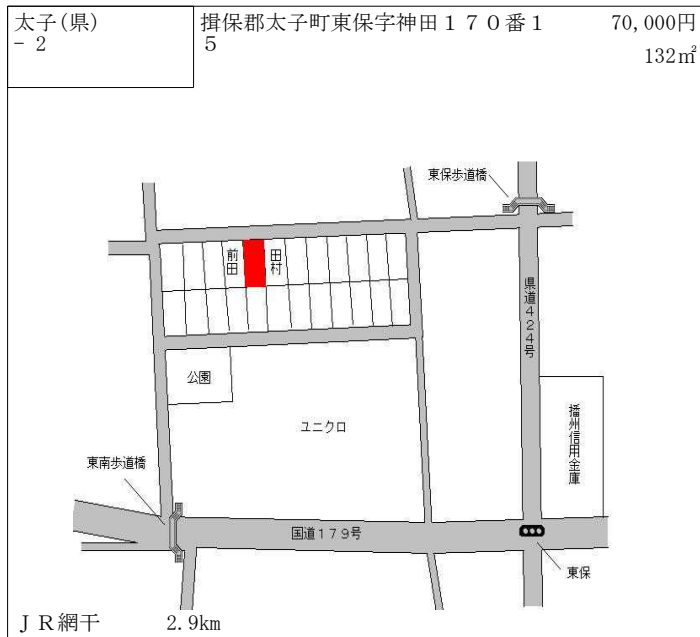 太子(県)
－2
揖保郡太子町東保字神田１７０番１
５
70,000円
132㎡
東保歩道橋
前田
田村
県道４２４号
公園
ユニクロ
播州信用金庫
東南歩道橋
国道１７９号
東保
ＪＲ網干 2.9km